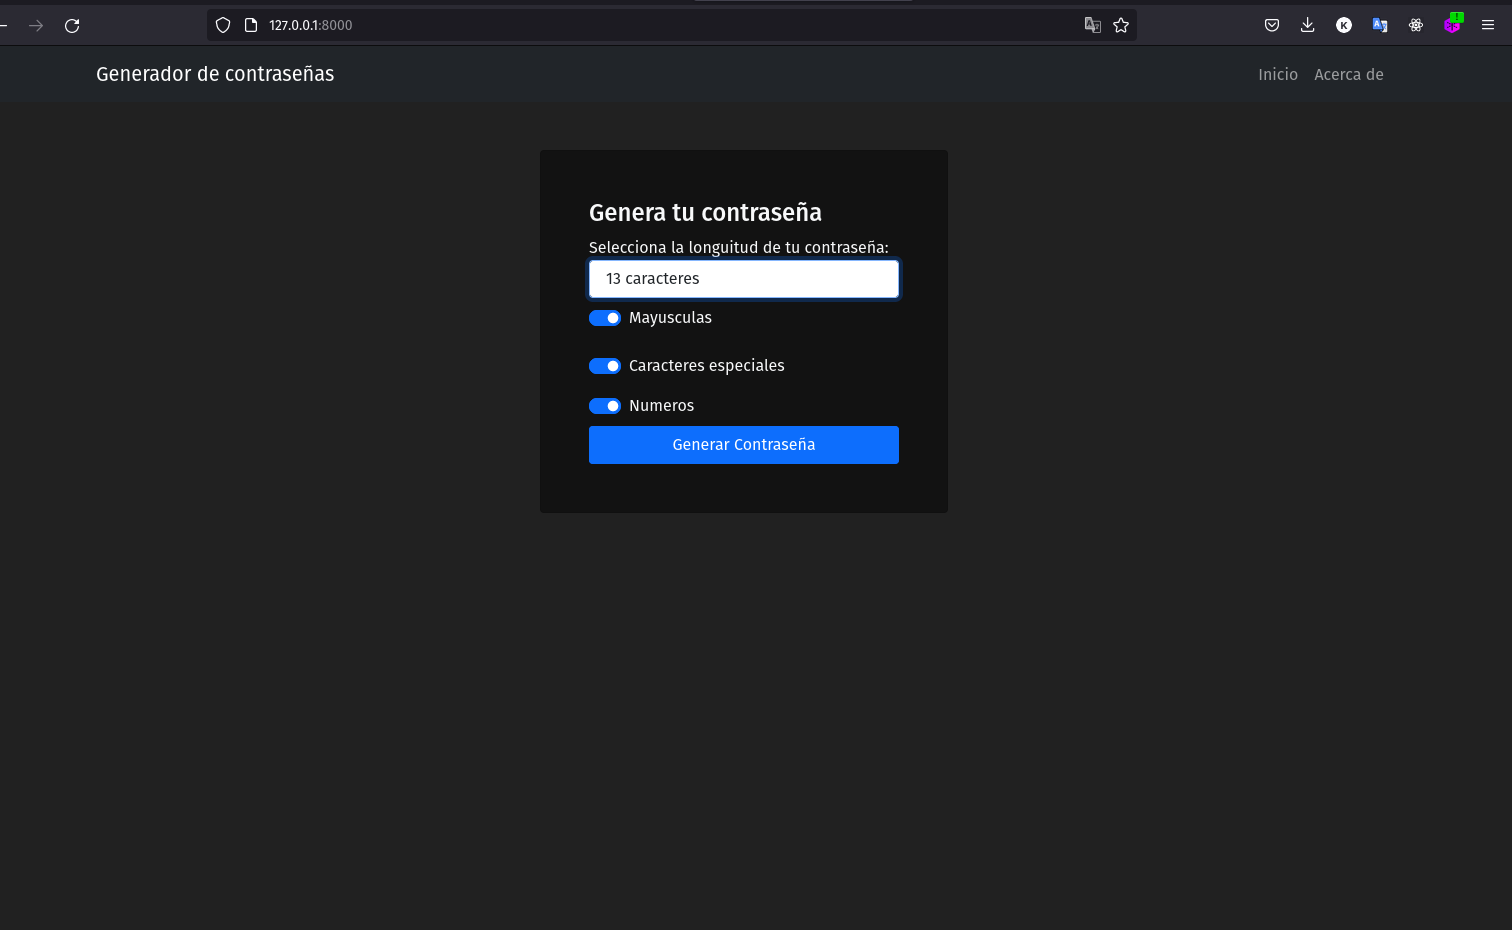 127.0.0.1:8000
Generador de contraseñas
Inicio Acerca de
Genera tu contraseña
Selecciona la longuitud de tu contraseña:
13 caracteres
Mayusculas
Caracteres especiales
Numeros
Generar Contraseña